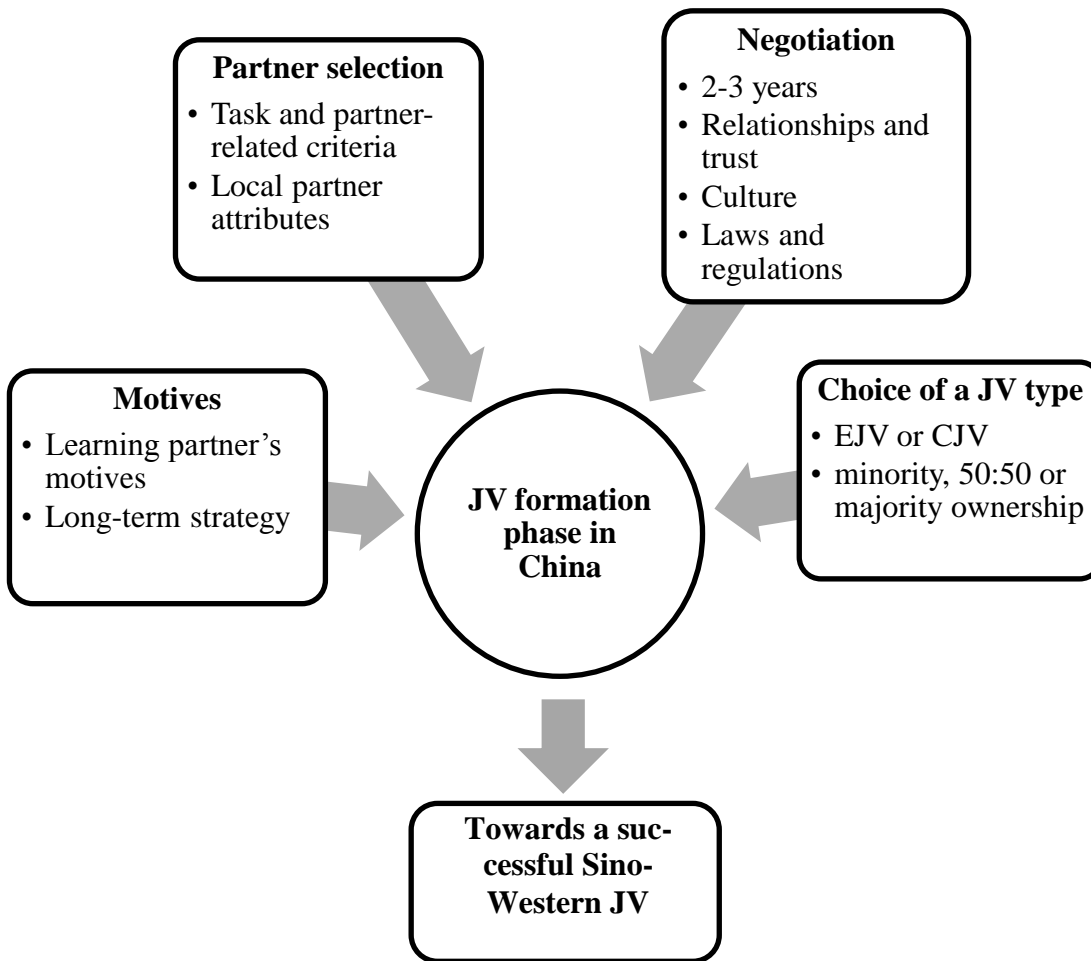 Partner selection
• Task and partner-
related criteria
• Local partner
attributes
Negotiation
• 2-3 years
• Relationships and
trust
• Culture
• Laws and
regulations
Motives
• Learning partner’s
motives
• Long-term strategy
Choice of a JV type
• EJV or CJV
• minority, 50:50 or
majority ownership
JV formation
phase in
China
Towards a suc-
cessful Sino-
Western JV